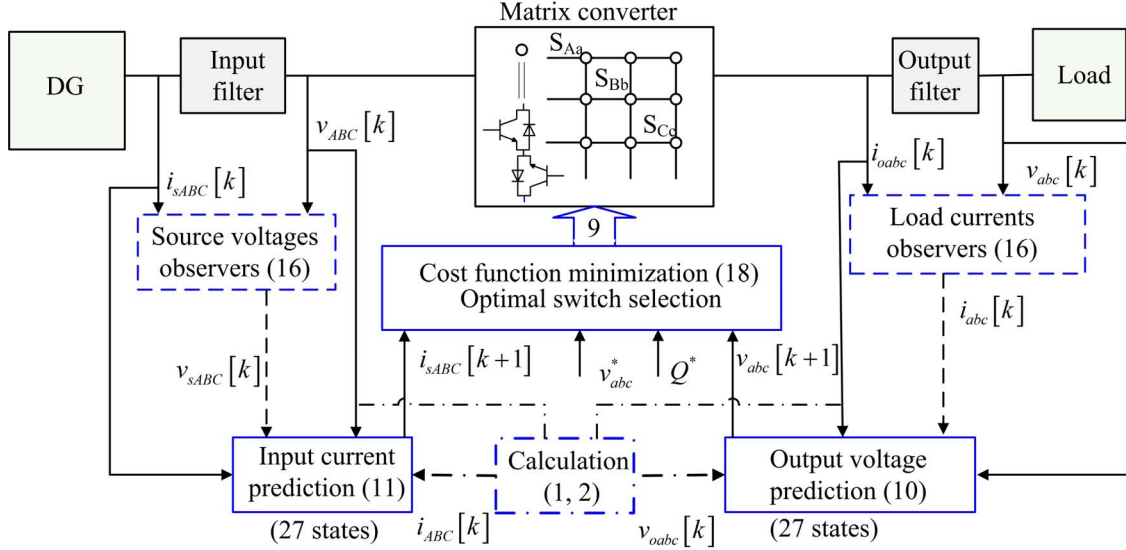 Matrix converter
DG
Input
filter
S_Aa
S_Bb
S_Cc
Output
filter
Load
v_ABC[k]
i_oabc[k]
i_sABC[k]
v_abc[k]
Source voltages
observers (16)
9
Load currents
observers (16)
Cost function minimization (18)
Optimal switch selection
i_abc[k]
v_sABC[k]
i_sABC[k+1]
v*_abc
Q*
v_abc[k+1]
Input current
prediction (11)
Calculation
(1, 2)
Output voltage
prediction (10)
(27 states)
i_ABC[k]
v_oabc[k]
(27 states)